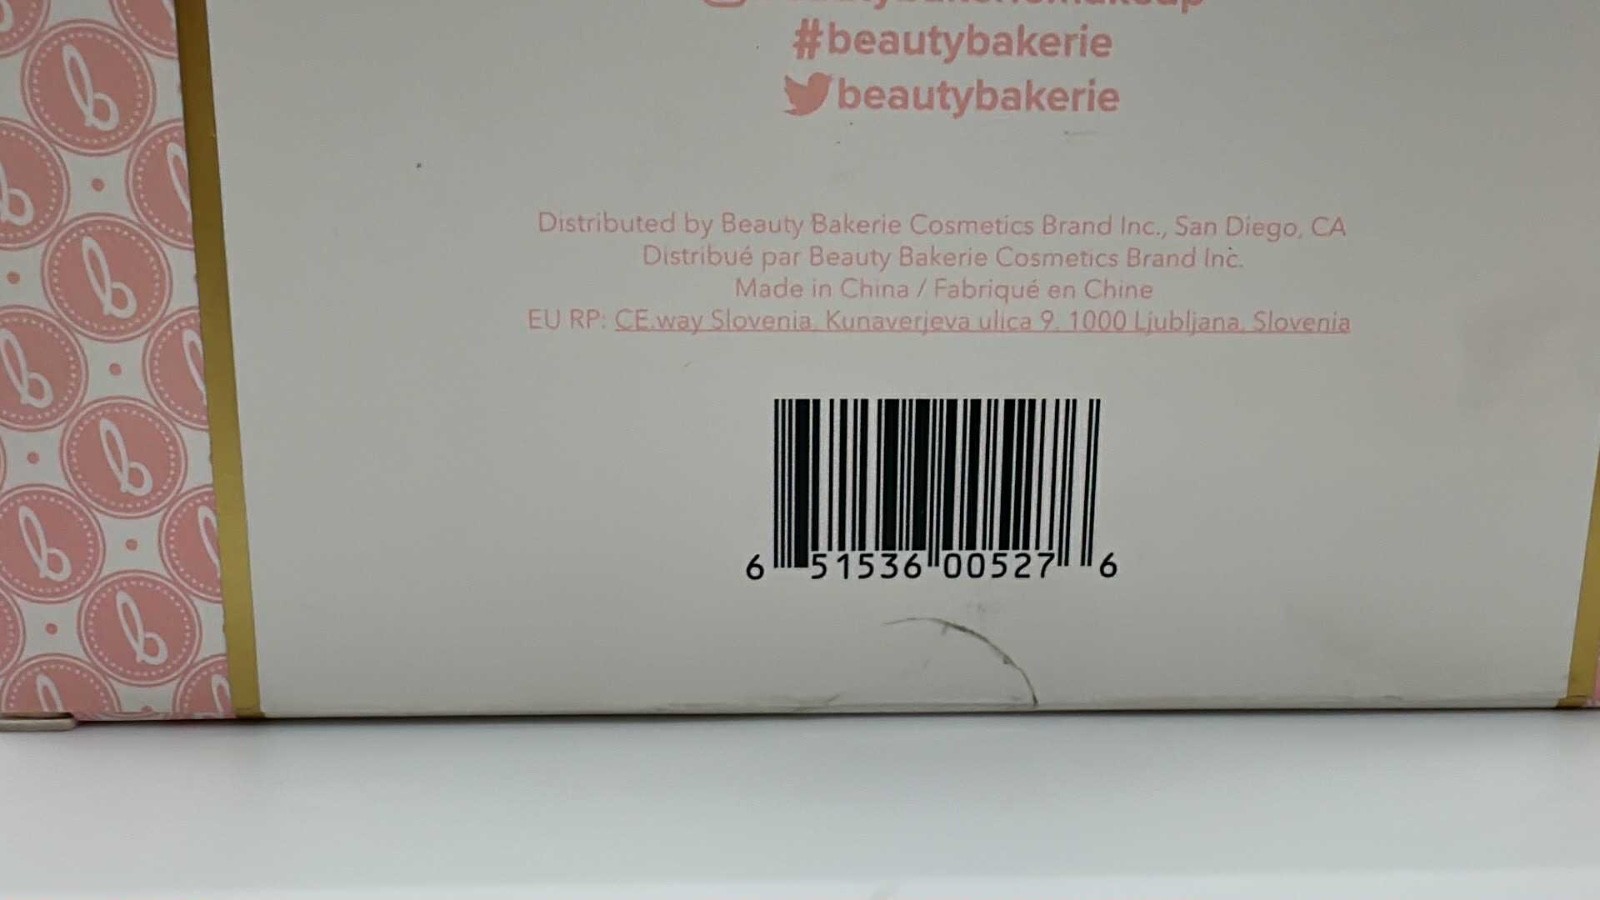 #beautybakerie
beautybakerie
Distributed by Beauty Bakerie Cosmetics Brand Inc., San Diego, CA
Distribué par Beauty Bakerie Cosmetics Brand Inc.
Made in China / Fabriqué en Chine
EU RP: CE.way Slovenia, Kunaverjeva ulica 9, 1000 Ljubljana, Slovenia
6 51536 00527 6